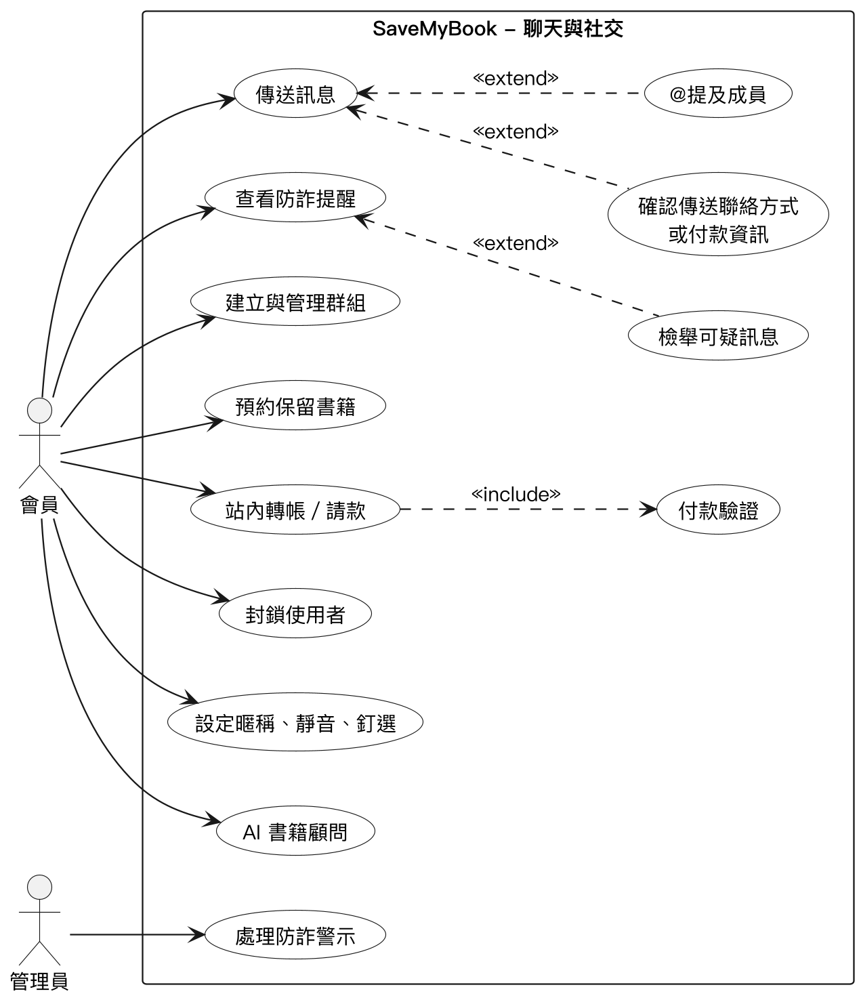 SaveMyBook – 聊天與社交
傳送訊息
«extend»
@提及成員
«extend»
確認傳送聯絡方式
或付款資訊
查看防詐提醒
«extend»
檢舉可疑訊息
建立與管理群組
預約保留書籍
會員
站內轉帳 / 請款
«include»
付款驗證
封鎖使用者
設定暱稱、靜音、釘選
AI 書籍顧問
處理防詐警示
管理員